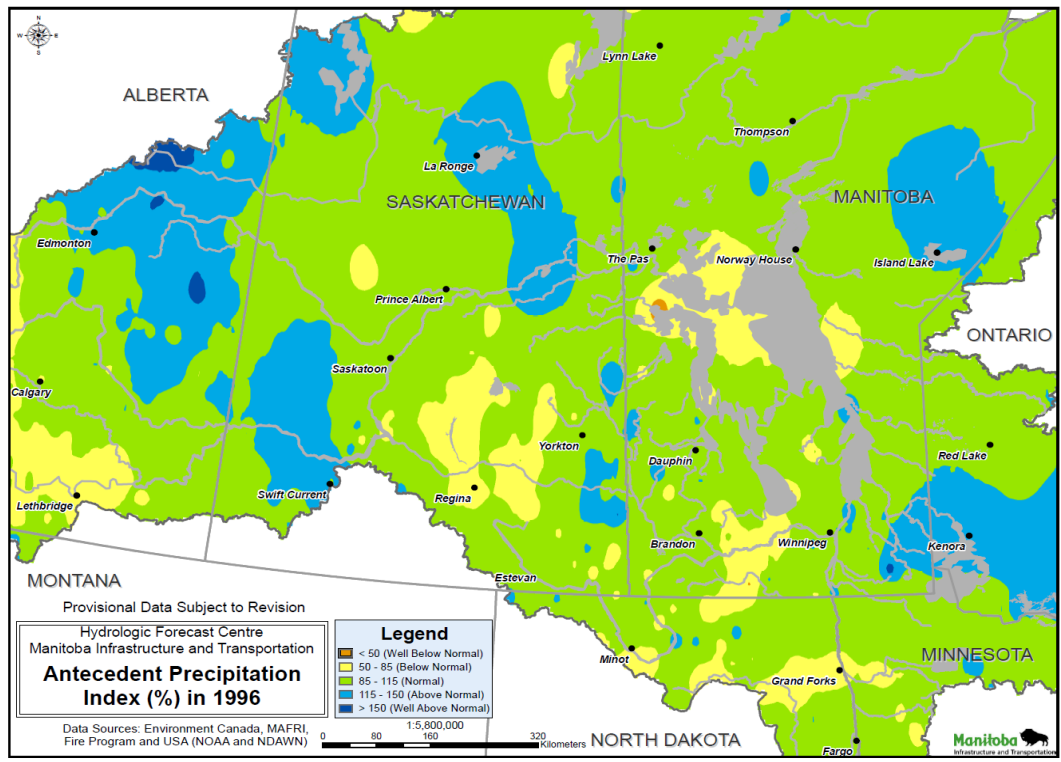 N
W E
S
ALBERTA
Lynn Lake
Thompson
La Ronge
SASKATCHEWAN
MANITOBA
Edmonton
The Pas
Norway House
Island Lake
Prince Albert
ONTARIO
Saskatoon
Calgary
Yorkton
Dauphin
Red Lake
Lethbridge
Swift Current
Regina
Brandon
Winnipeg
Kenora
MONTANA
Estevan
Provisional Data Subject to Revision
Hydrologic Forecast Centre
Manitoba Infrastructure and Transportation
Antecedent Precipitation
Index (%) in 1996
Data Sources: Environment Canada, MAFRI,
Fire Program and USA (NOAA and NDAWN)
Legend
< 50 (Well Below Normal)
50 - 85 (Below Normal)
85 - 115 (Normal)
115 - 150 (Above Normal)
> 150 (Well Above Normal)
1:5,800,000
0 80 160 320
Kilometers
Minot
Grand Forks
MINNESOTA
NORTH DAKOTA
Fargo
Manitoba
Infrastructure and Transportation